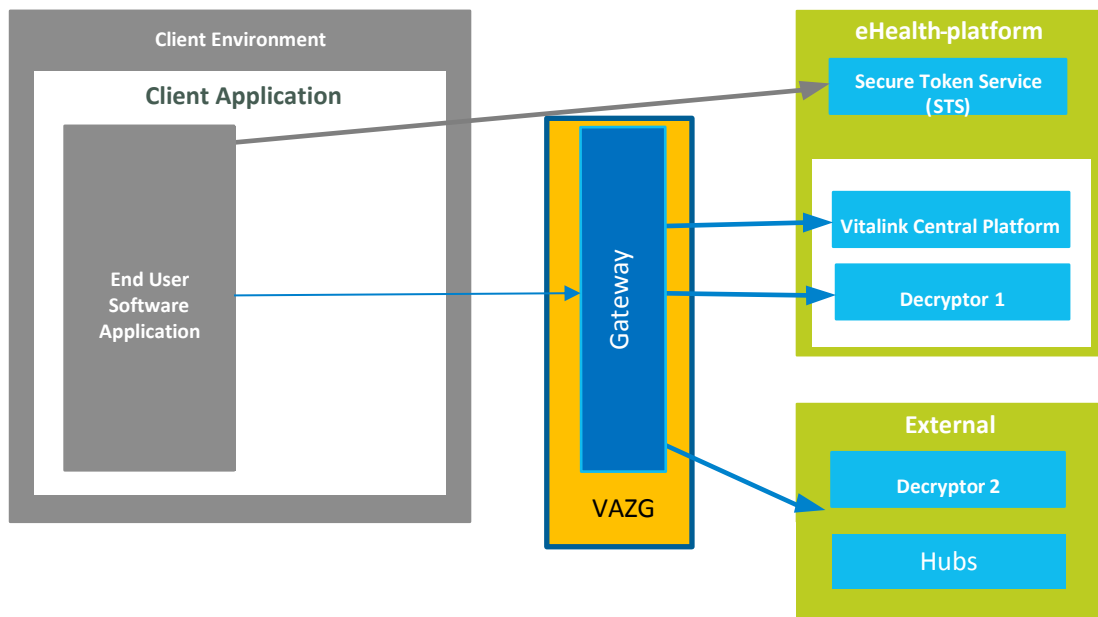 Client Environment
Client Application
End User
Software
Application
Gateway
VAZG
eHealth-platform
Secure Token Service
(STS)
Vitalink Central Platform
Decryptor 1
External
Decryptor 2
Hubs